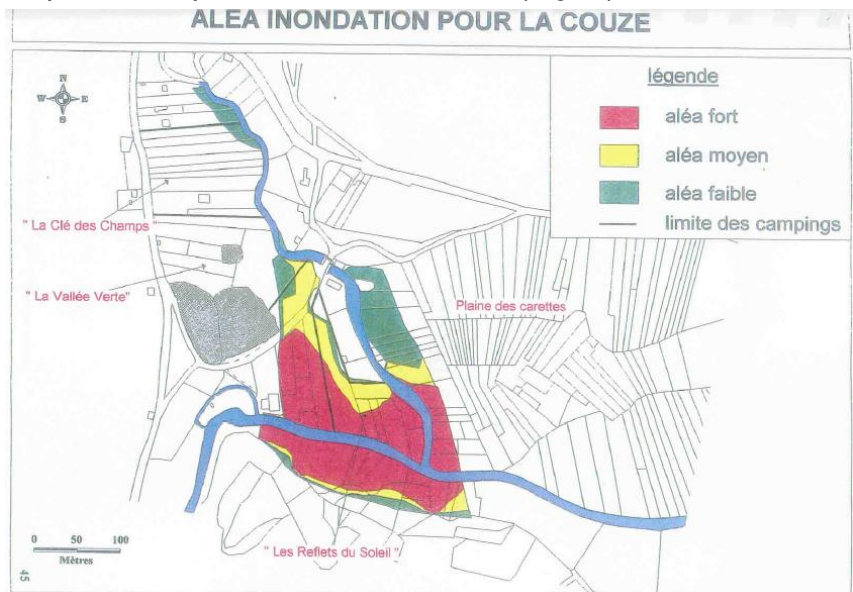 ALEA INONDATION POUR LA COUZE
légende
aléa fort
aléa moyen
aléa faible
limite des campings
N
W E
S
" La Clé des Champs "
" La Vallée Verte"
Plaine des carettes
" Les Reflets du Soleil "
0 50 100
Mètres
45